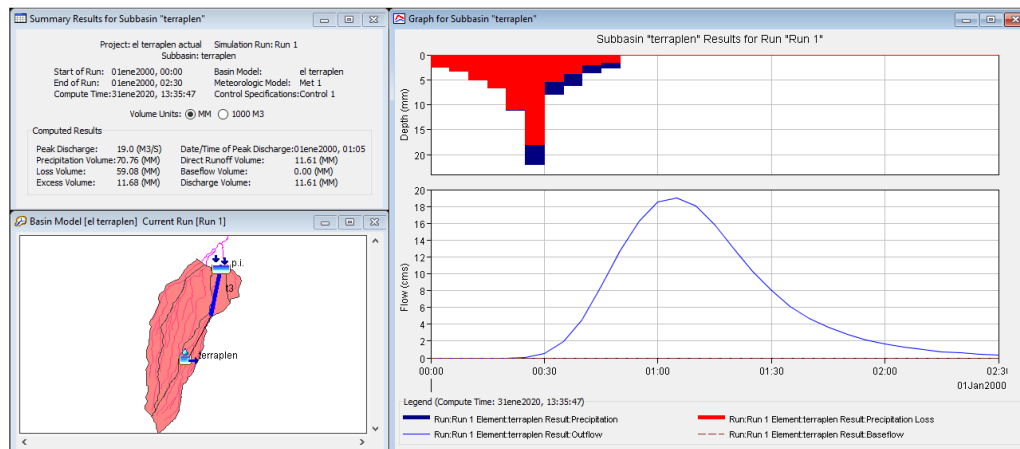 Summary Results for Subbasin "terraplen"
Project: el terraplen actual Simulation Run: Run 1
Subbasin: terraplen
Start of Run: 01ene2000, 00:00 Basin Model: el terraplen
End of Run: 01ene2000, 02:30 Meteorologic Model: Met 1
Compute Time:31ene2020, 13:35:47 Control Specifications:Control 1
Volume Units: MM 1000 M3
Computed Results
Peak Discharge: 19.0 (M3/S) Date/Time of Peak Discharge:01ene2000, 01:05
Precipitation Volume:70.76 (MM) Direct Runoff Volume: 11.61 (MM)
Loss Volume: 59.08 (MM) Baseflow Volume: 0.00 (MM)
Excess Volume: 11.68 (MM) Discharge Volume: 11.61 (MM)
Basin Model [el terraplen] Current Run [Run 1]
p.i.
t3
terraplen
Graph for Subbasin "terraplen"
Subbasin "terraplen" Results for Run "Run 1"
Depth (mm)
0
5
10
15
20
Flow (cms)
20
18
16
14
12
10
8
6
4
2
0
00:00 00:30 01:00 01:30 02:00 02:30
01Jan2000
Legend (Compute Time: 31ene2020, 13:35:47)
Run:Run 1 Element:terraplen Result:Precipitation Run:Run 1 Element:terraplen Result:Precipitation Loss
Run:Run 1 Element:terraplen Result:Outflow Run:Run 1 Element:terraplen Result:Baseflow